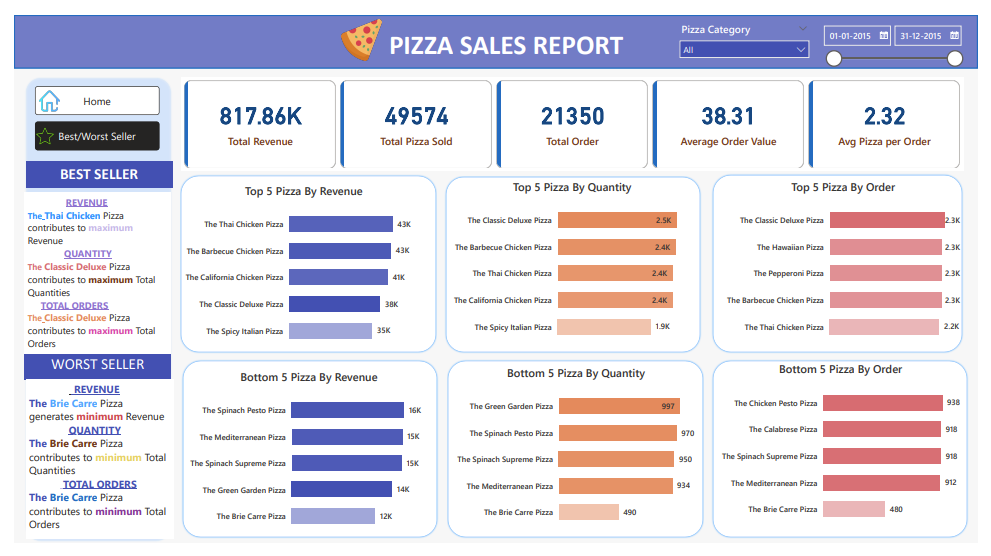 PIZZA SALES REPORT
Pizza Category
All
01-01-2015
31-12-2015
Home
Best/Worst Seller
817.86K
Total Revenue
49574
Total Pizza Sold
21350
Total Order
38.31
Average Order Value
2.32
Avg Pizza per Order
BEST SELLER
REVENUE
The Thai Chicken Pizza
contributes to maximum
Revenue
QUANTITY
The Classic Deluxe Pizza
contributes to maximum Total
Quantities
TOTAL ORDERS
The Classic Deluxe Pizza
contributes to maximum Total
Orders
WORST SELLER
REVENUE
The Brie Carre Pizza
generates minimum Revenue
QUANTITY
The Brie Carre Pizza
contributes to minimum Total
Quantities
TOTAL ORDERS
The Brie Carre Pizza
contributes to minimum Total
Orders
Top 5 Pizza By Revenue
The Thai Chicken Pizza 43K
The Barbecue Chicken Pizza 43K
The California Chicken Pizza 41K
The Classic Deluxe Pizza 38K
The Spicy Italian Pizza 35K
Top 5 Pizza By Quantity
The Classic Deluxe Pizza 2.5K
The Barbecue Chicken Pizza 2.4K
The Thai Chicken Pizza 2.4K
The California Chicken Pizza 2.4K
The Spicy Italian Pizza 1.9K
Top 5 Pizza By Order
The Classic Deluxe Pizza 2.3K
The Hawaiian Pizza 2.3K
The Pepperoni Pizza 2.3K
The Barbecue Chicken Pizza 2.3K
The Thai Chicken Pizza 2.2K
Bottom 5 Pizza By Revenue
The Spinach Pesto Pizza 16K
The Mediterranean Pizza 15K
The Spinach Supreme Pizza 15K
The Green Garden Pizza 14K
The Brie Carre Pizza 12K
Bottom 5 Pizza By Quantity
The Green Garden Pizza 997
The Spinach Pesto Pizza 970
The Spinach Supreme Pizza 950
The Mediterranean Pizza 934
The Brie Carre Pizza 490
Bottom 5 Pizza By Order
The Chicken Pesto Pizza 938
The Calabrese Pizza 918
The Spinach Supreme Pizza 918
The Mediterranean Pizza 912
The Brie Carre Pizza 480